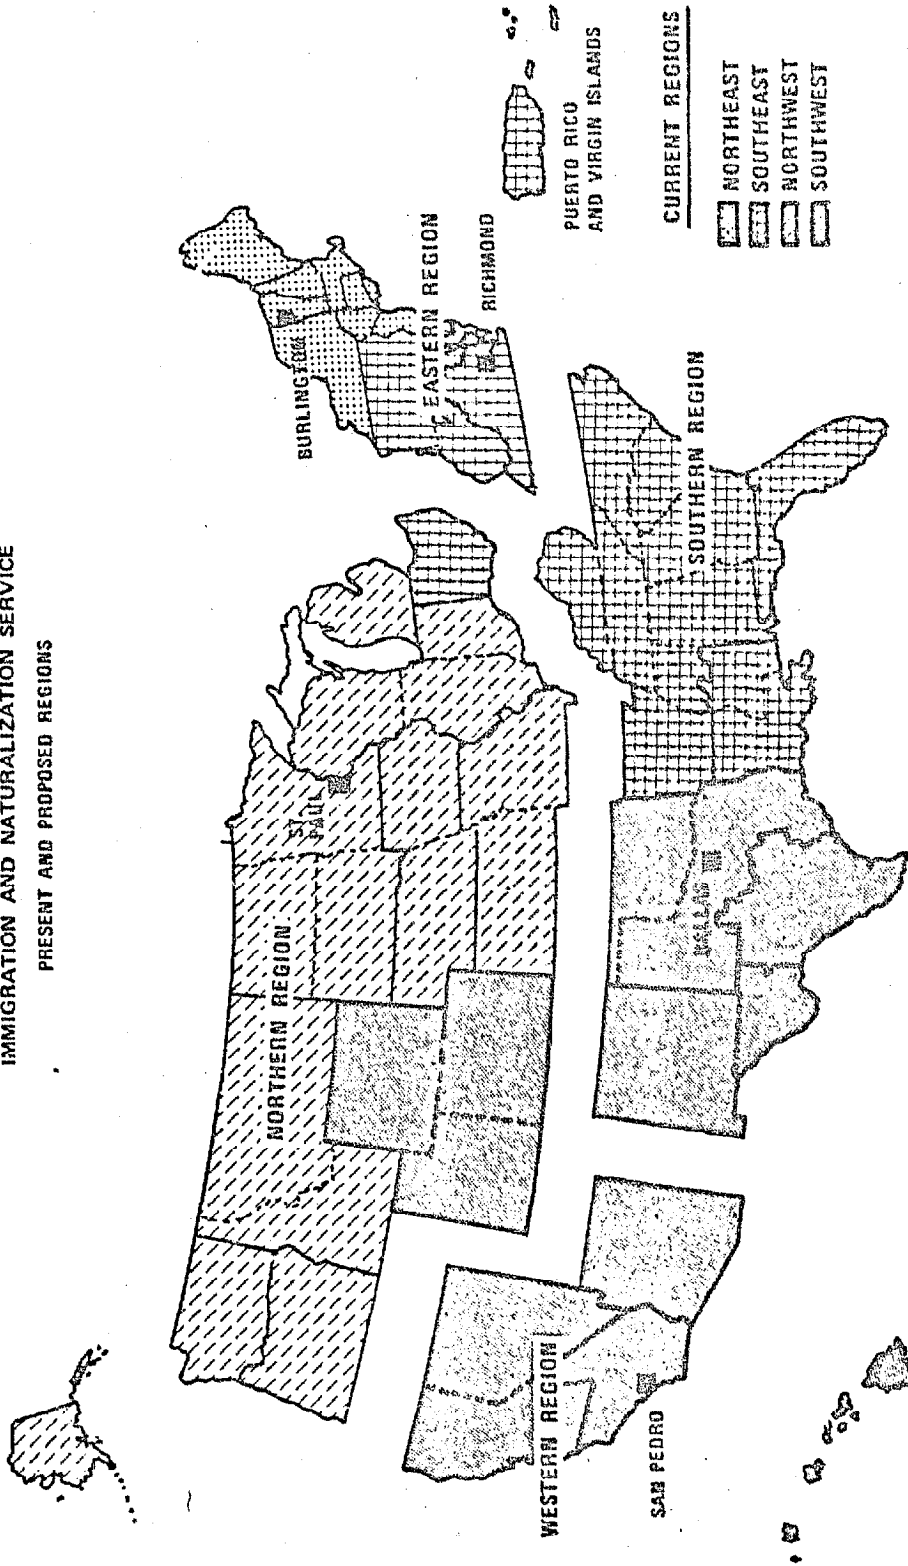 IMMIGRATION AND NATURALIZATION SERVICE
PRESENT AND PROPOSED REGIONS
NORTHERN REGION
ST
PAUL
BURLINGTON
EASTERN REGION
RICHMOND
WESTERN REGION
SAN PEDRO
DALLAS
SOUTHERN REGION
PUERTO RICO
AND VIRGIN ISLANDS
CURRENT REGIONS
NORTHEAST
SOUTHEAST
NORTHWEST
SOUTHWEST